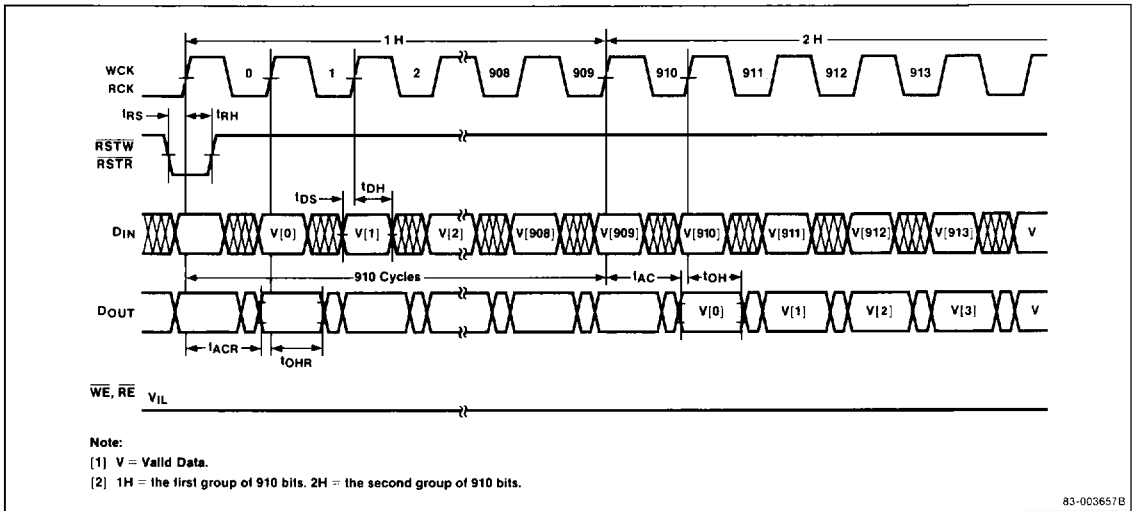 1 H 2 H
WCK
RCK
0 1 2 908 909 910 911 912 913
tRS tRH
RSTW
RSTR
tDS tDH
DIN
V[0] V[1] V[2] V[908] V[909] V[910] V[911] V[912] V[913] V
910 Cycles tAC tOH
DOUT
V[0] V[1] V[2] V[3] V
tACR tOHR
WE, RE VIL
Note:
[1] V = Valid Data.
[2] 1H = the first group of 910 bits. 2H = the second group of 910 bits.
83-003657B